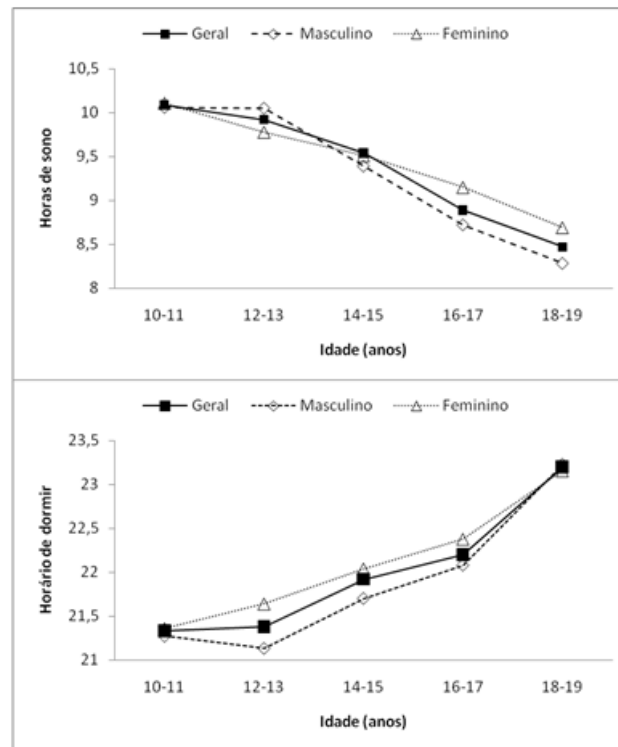 Geral Masculino Feminino
10,5
10
9,5
9
8,5
8
Horas de sono
10-11 12-13 14-15 16-17 18-19
Idade (anos)
Geral Masculino Feminino
23,5
23
22,5
22
21,5
21
Horário de dormir
10-11 12-13 14-15 16-17 18-19
Idade (anos)